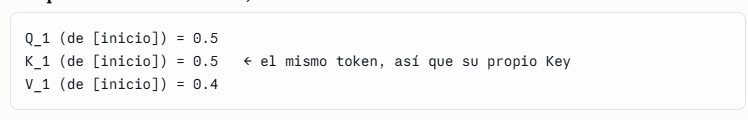 Q_1 (de [inicio]) = 0.5
K_1 (de [inicio]) = 0.5   ← el mismo token, así que su propio Key
V_1 (de [inicio]) = 0.4